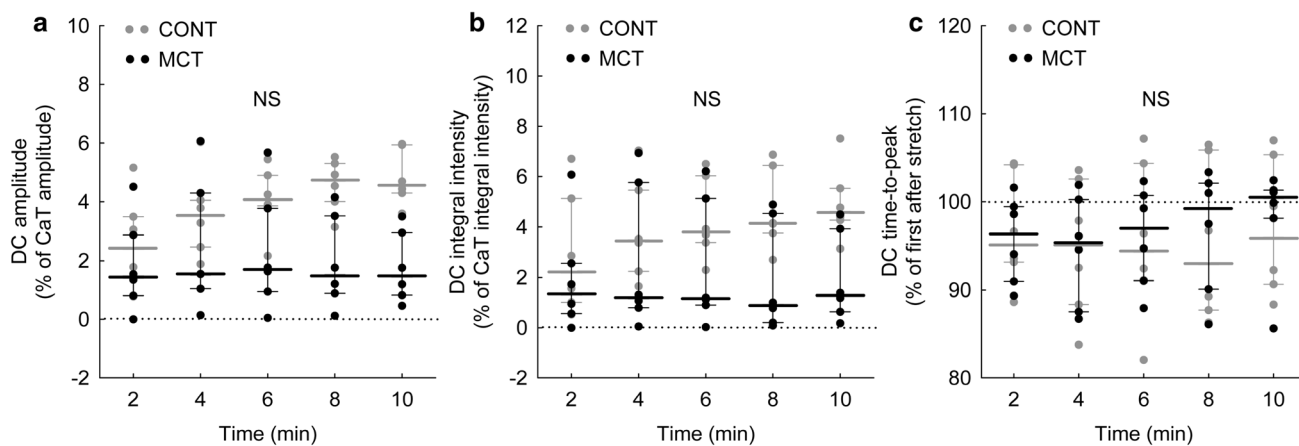 a
CONT
MCT
NS
DC amplitude
(% of CaT amplitude)
10
8
6
4
2
0
-2
2 4 6 8 10
Time (min)
b
CONT
MCT
NS
DC integral intensity
(% of CaT integral intensity)
12
10
8
6
4
2
0
-2
2 4 6 8 10
Time (min)
c
CONT
MCT
NS
DC time-to-peak
(% of first after stretch)
120
110
100
90
80
2 4 6 8 10
Time (min)